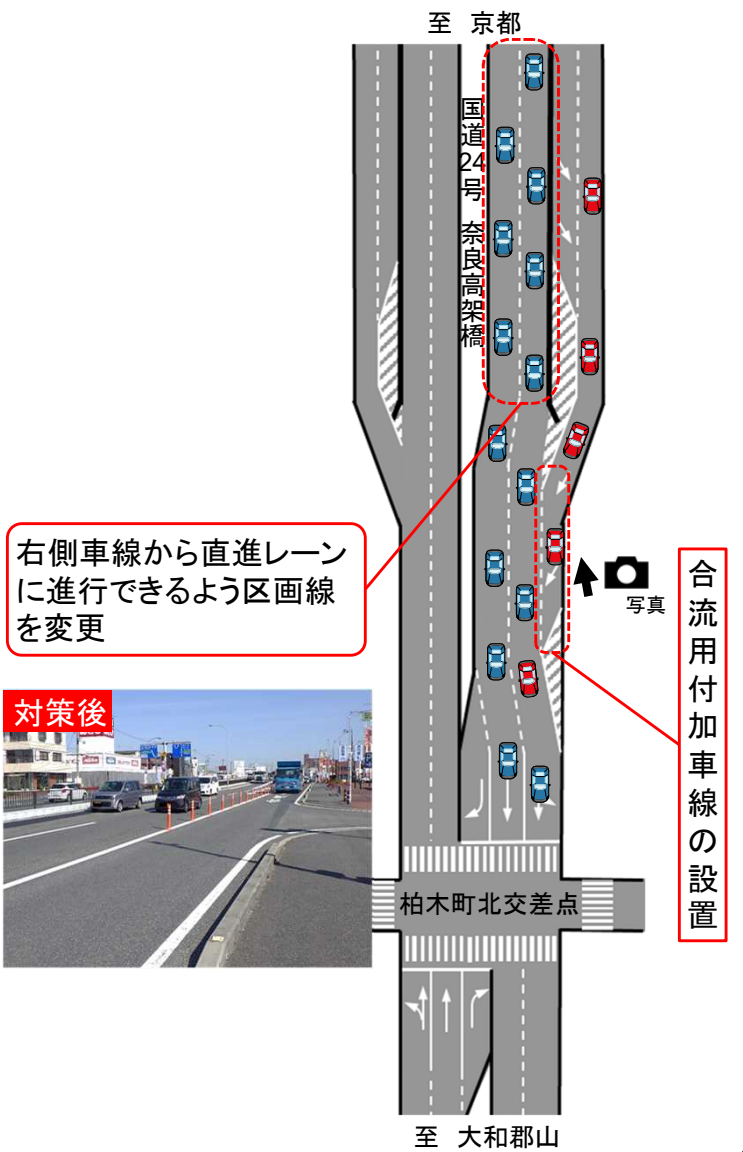 至 京都
国道24号 奈良高架橋
右側車線から直進レーン
に進行できるよう区画線
を変更
写真
合流用付加車線の設置
対策後
柏木町北交差点
至 大和郡山